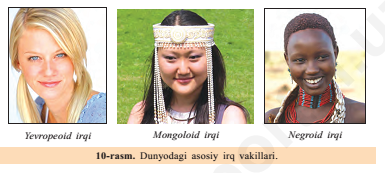 Yevropeoid irqi
Mongoloid irqi
Negroid irqi
10-rasm. Dunyodagi asosiy irq vakillari.